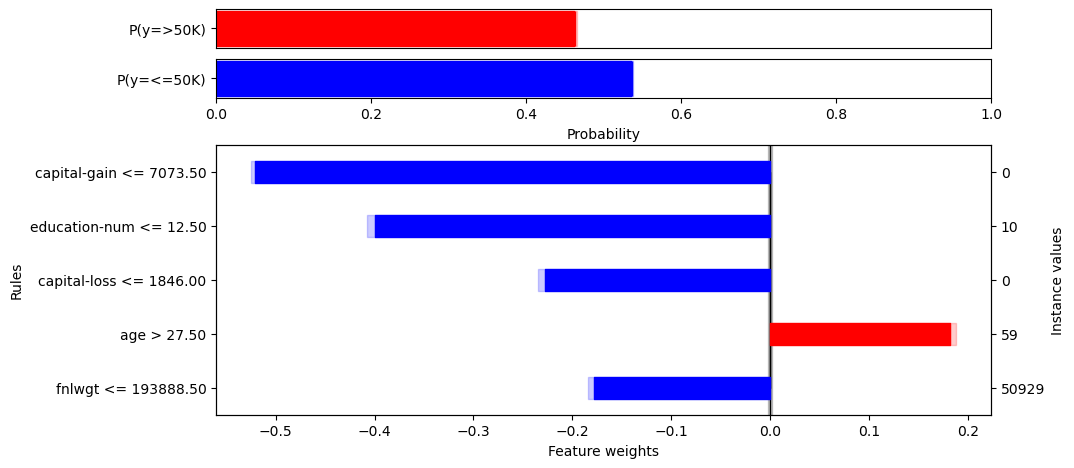 P(y=>50K)
P(y=<=50K)
0.0 0.2 0.4 0.6 0.8 1.0
Probability
Rules
capital-gain <= 7073.50 0
education-num <= 12.50 10
capital-loss <= 1846.00 0
age > 27.50 59
fnlwgt <= 193888.50 50929
Instance values
−0.5 −0.4 −0.3 −0.2 −0.1 0.0 0.1 0.2
Feature weights